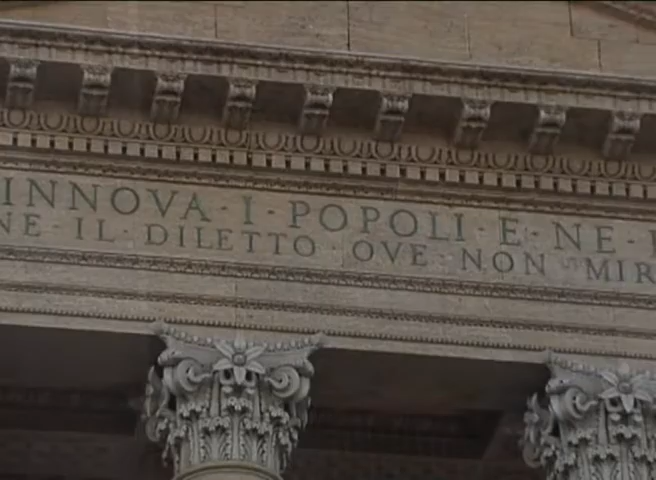 INNOVA · I · POPOLI · E · NE ·
NE · IL · DILETTO · OVE · NON · MIR